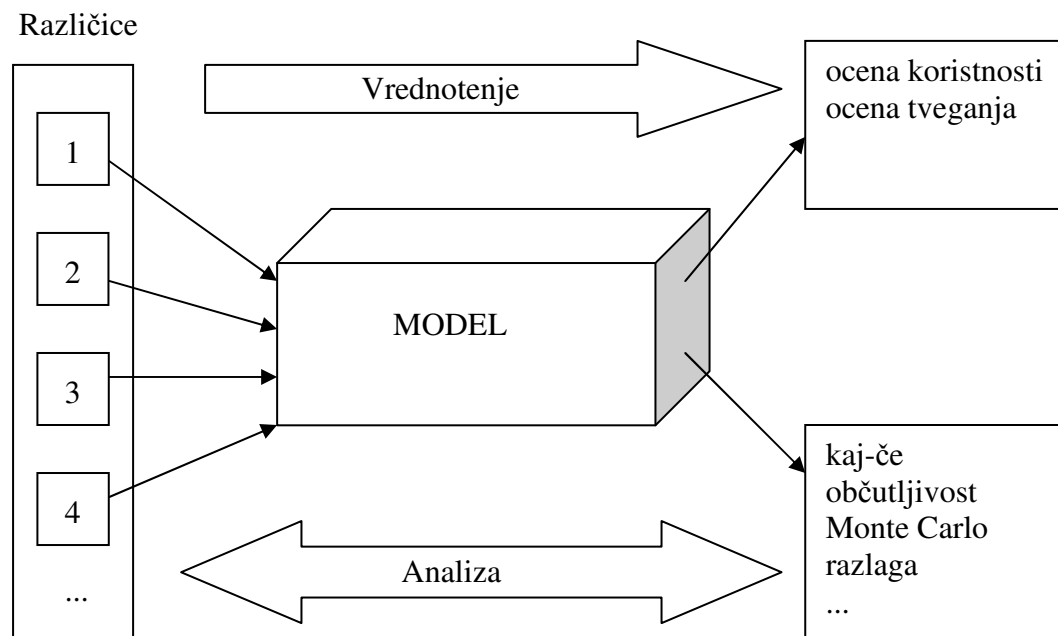 Različice
1
2
3
4
...
Vrednotenje
MODEL
Analiza
ocena koristnosti
ocena tveganja
kaj-če
občutljivost
Monte Carlo
razlaga
...